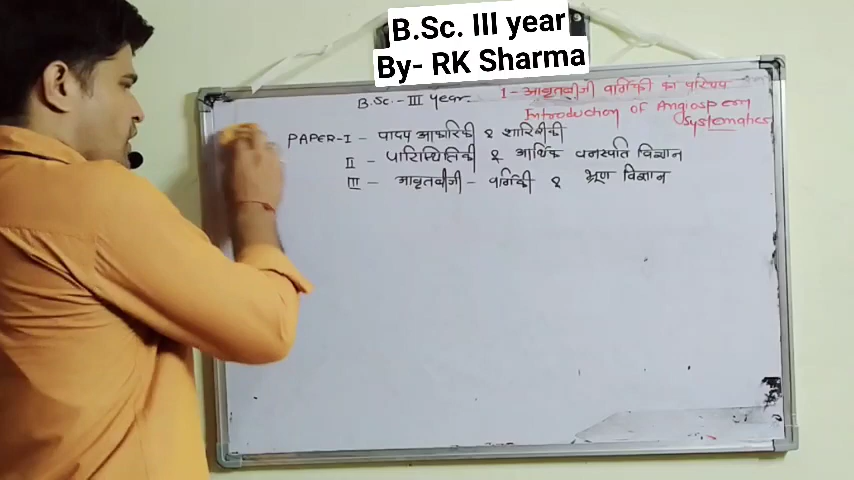 B.Sc. III year
By- RK Sharma
B.Sc.-III Year.
1- आवृतबीजी वर्गिकी का परिचय
Introduction of Angiosperm
Systematics
PAPER-I - पादप आकारिकी & शारिरीकी
II - पारिस्थितिकी & आर्थिक वनस्पति विज्ञान
III - आवृतबीजी - वर्गिकी & भ्रूण विज्ञान